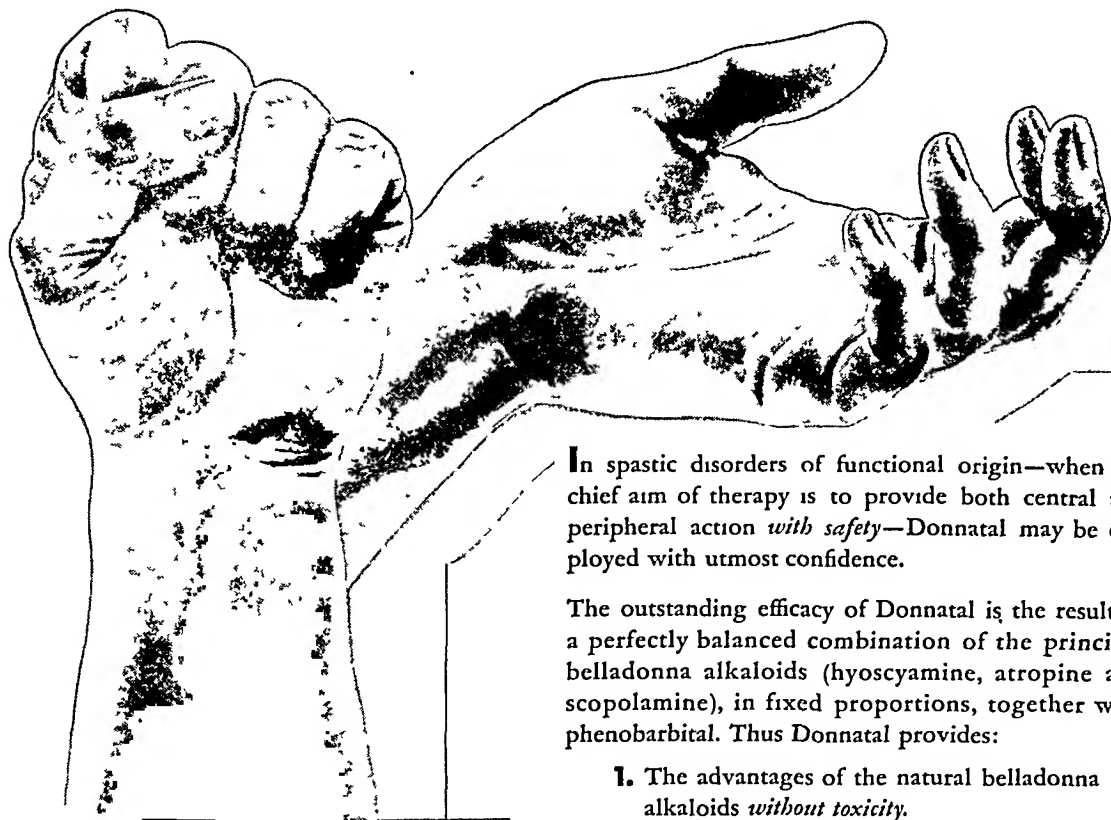 In spastic disorders of functional origin—when
chief aim of therapy is to provide both central
peripheral action with safety—Donnatal may be
ployed with utmost confidence.
The outstanding efficacy of Donnatal is the result
a perfectly balanced combination of the princi
belladonna alkaloids (hyoscyamine, atropine a
scopolamine), in fixed proportions, together w
phenobarbital. Thus Donnatal provides:
1. The advantages of the natural belladonna
alkaloids without toxicity.